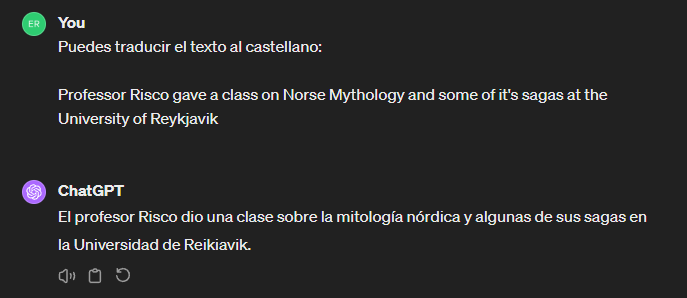 ER You
Puedes traducir el texto al castellano:
Professor Risco gave a class on Norse Mythology and some of it's sagas at the
University of Reykjavik
ChatGPT
El profesor Risco dio una clase sobre la mitología nórdica y algunas de sus sagas en
la Universidad de Reikiavik.